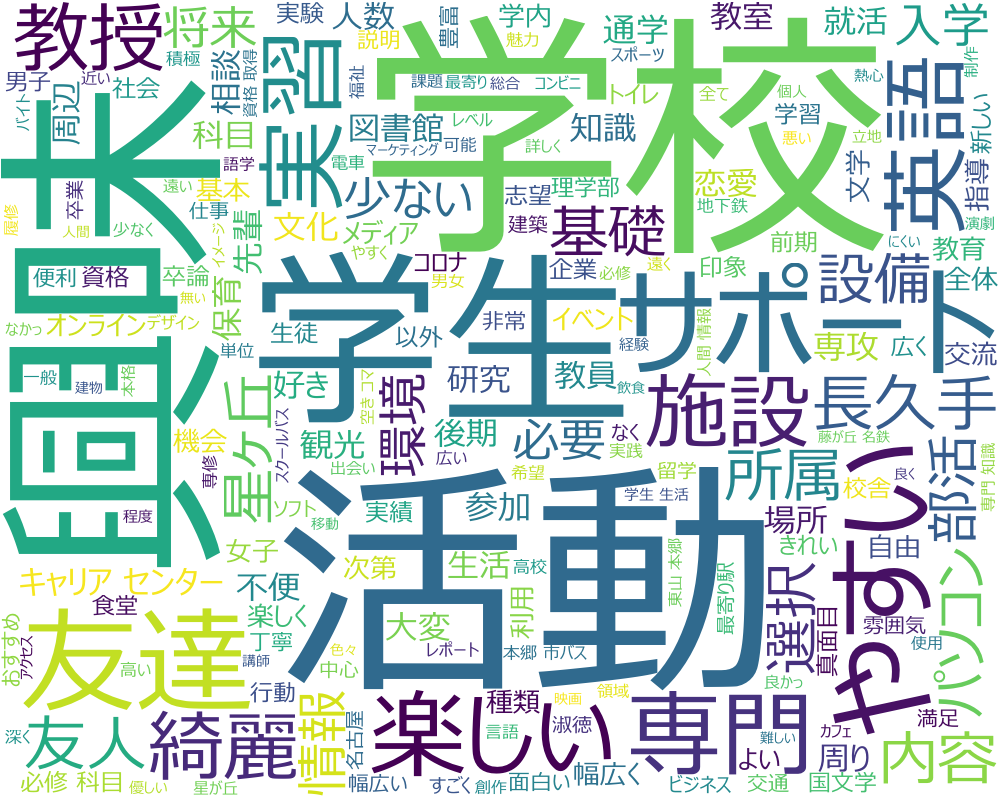 教授
将来
実験
人数
豊富
学内
通学
教室
就活
入学
説明
魅力
スポーツ
制作
積極
男子
近い
社会
相談
資格 取得
福祉
実習
学校
課題
最寄り
総合
コンビニ
トイレ
全て
個人
熱心
英語
新しい
バイト
周辺
科目
図書館
レベル
知識
学習
悪い
立地
指導
マーケティング
可能
詳しく
興味
語学
電車
少ない
志望
理学部
恋愛
文学
遠い
基本
卒業
仕事
先輩
文化
メディア
建築
基礎
地下鉄
演劇
履修
人間
少なく
イメージ
やすく
前期
にくい
教育
便利
資格
卒論
保育
コロナ
男女
企業
必修
遠く
印象
設備
全体
無い
学生
サポート
なかっ
オンライン
デザイン
生徒
以外
非常
イベント
経験
人間 情報
専攻
広く
交流
単位
一般
建物
本格
星ヶ丘
好き
空き コマ
環境
研究
教員
飲食
施設
長久手
機会
スクールバス
観光
出会い
後期
広い
必要
なく
実践
藤が丘 名鉄
専修
希望
留学
所属
校舎
やすい
部活
良く
専門 知識
程度
ソフト
移動
実績
参加
学生 生活
場所
きれい
自由
女子
活動
次第
生活
高校
東山 本郷
最寄り駅
選択
パソコン
キャリア センター
不便
食堂
楽しく
利用
真面目
雰囲気
おすすめ
アクセス
友達
丁寧
大変
色々
レポート
本郷
市バス
使用
高い
講師
中心
良かっ
行動
種類
映画
領域
カフェ
満足
深く
友人
綺麗
情報
名古屋
楽しい
言語
淑徳
専門
難しい
よい
周り
内容
必修 科目
優しい
星が丘
幅広い
すごく
創作
面白い
幅広く
ビジネス
交通
国文学